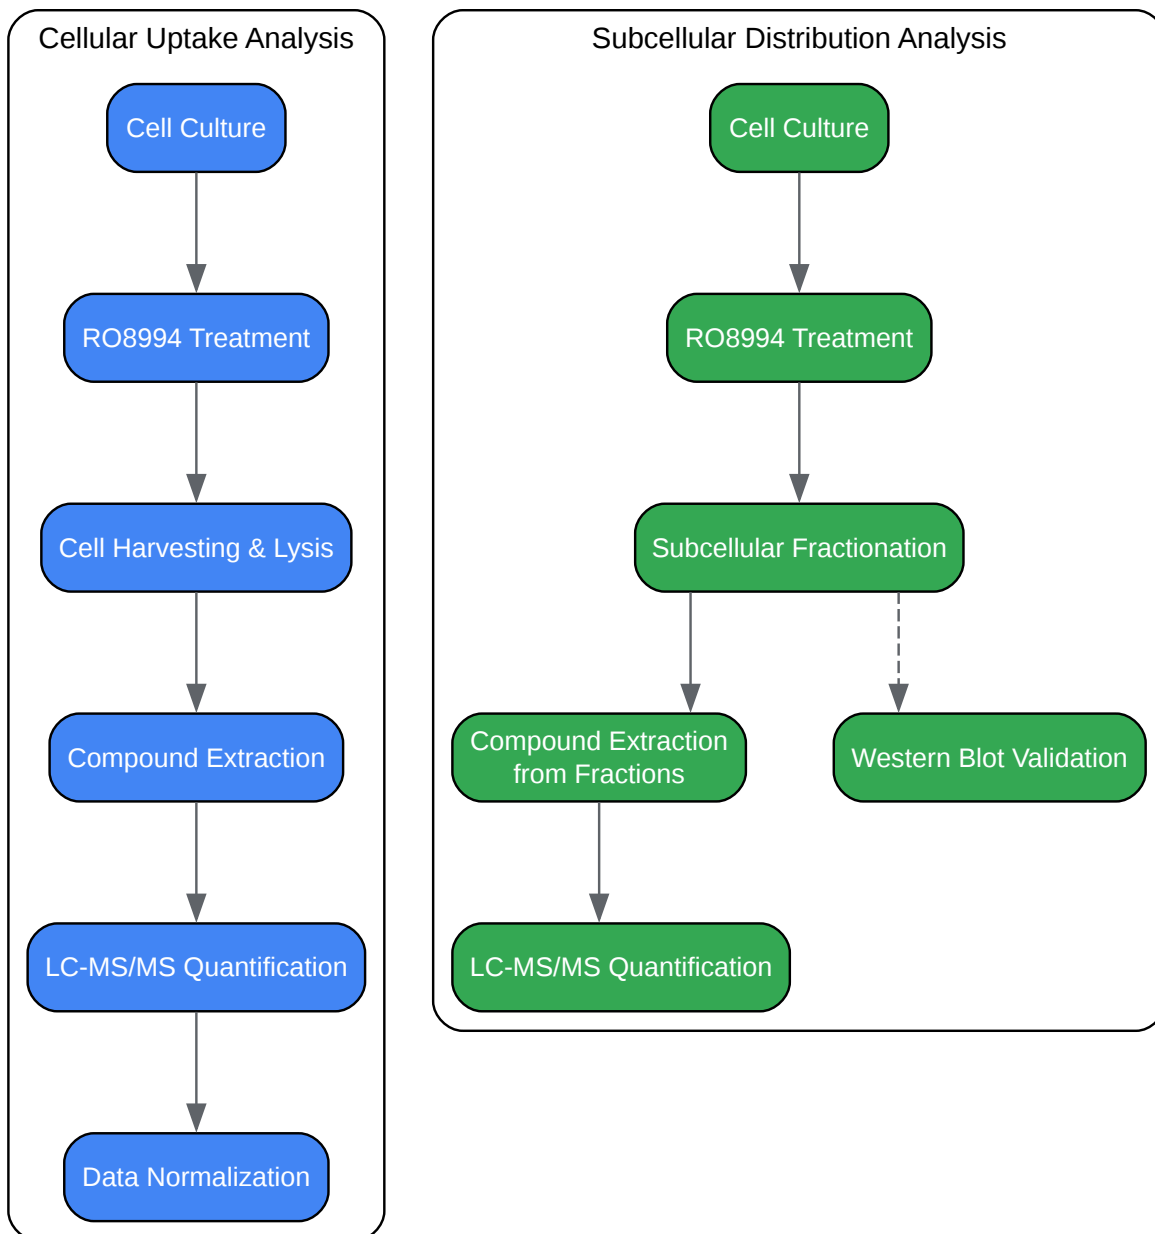 Cellular Uptake Analysis
Cell Culture
RO8994 Treatment
Cell Harvesting & Lysis
Compound Extraction
LC-MS/MS Quantification
Data Normalization
Subcellular Distribution Analysis
Cell Culture
RO8994 Treatment
Subcellular Fractionation
Compound Extraction
from Fractions
Western Blot Validation
LC-MS/MS Quantification